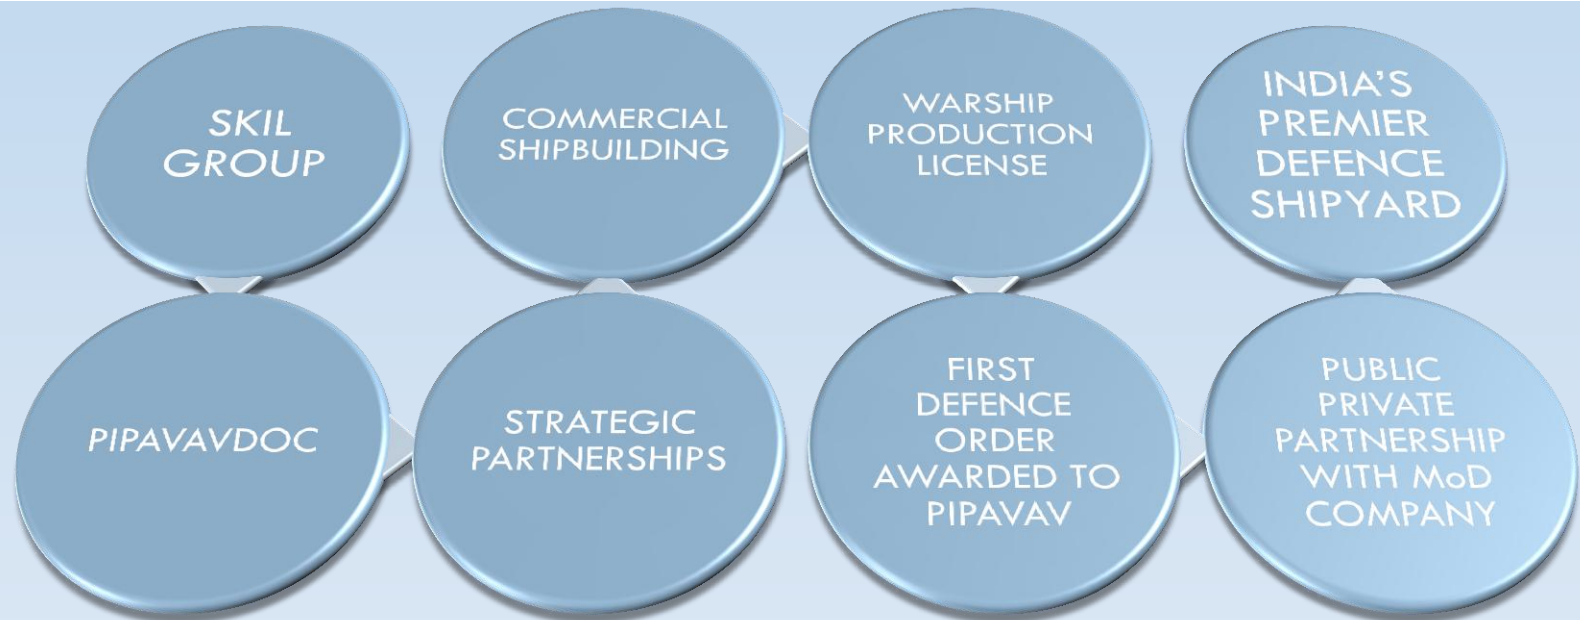 SKIL
GROUP
PIPAVAVDOC
STRATEGIC
PARTNERSHIPS
COMMERCIAL
SHIPBUILDING
WARSHIP
PRODUCTION
LICENSE
FIRST
DEFENCE
ORDER
AWARDED TO
PIPAVAV
PUBLIC
PRIVATE
PARTNERSHIP
WITH MoD
COMPANY
INDIA’S
PREMIER
DEFENCE
SHIPYARD